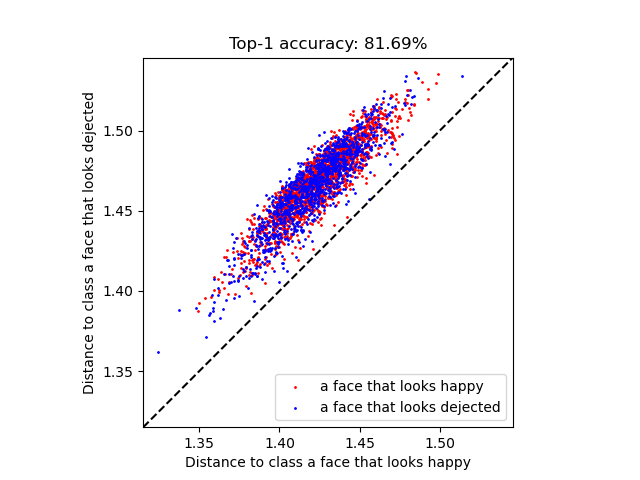 Top-1 accuracy: 81.69%
Distance to class a face that looks dejected
1.50
1.45
1.40
1.35
a face that looks happy
a face that looks dejected
1.35 1.40 1.45 1.50
Distance to class a face that looks happy